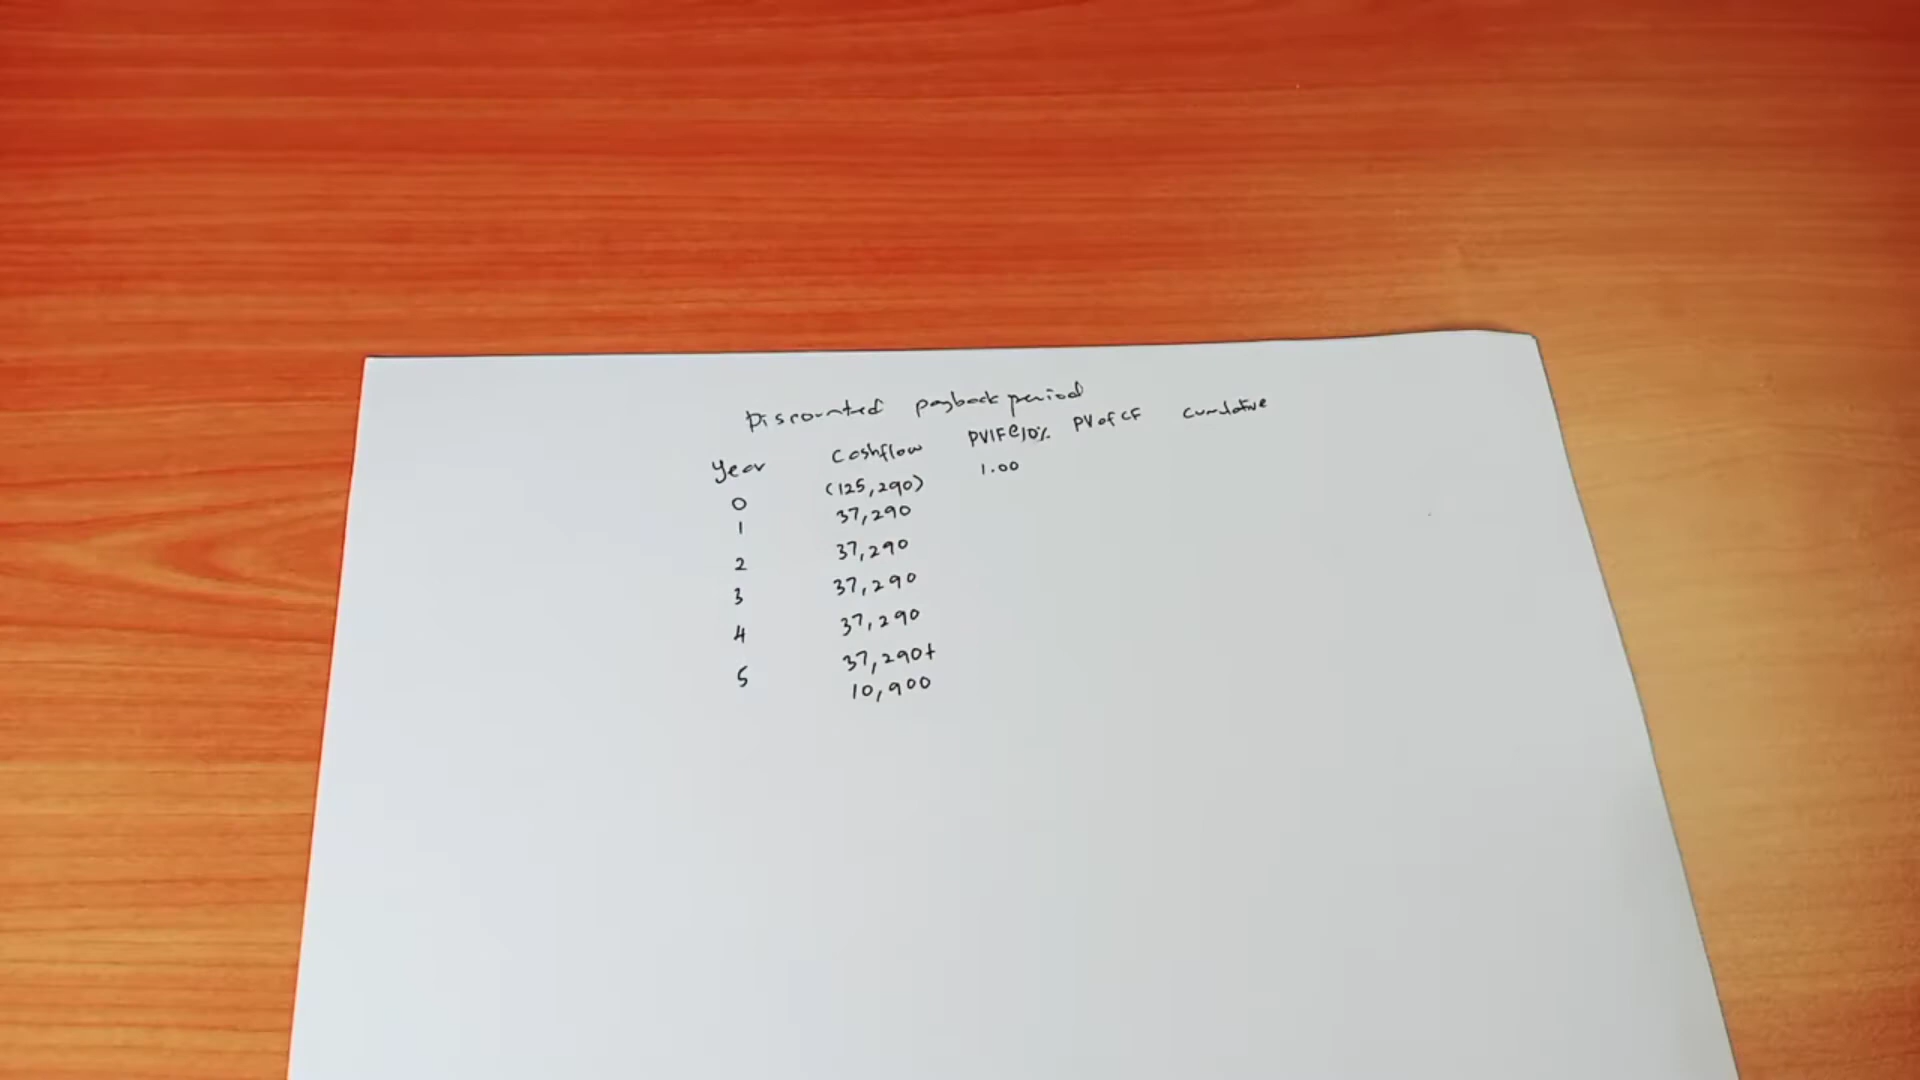 Discounted payback period
Year Cashflow PVIF@10% PV of CF Cumulative
0 (125,290) 1.00
1 37,290
2 37,290
3 37,290
4 37,290
5 37,290+
10,900